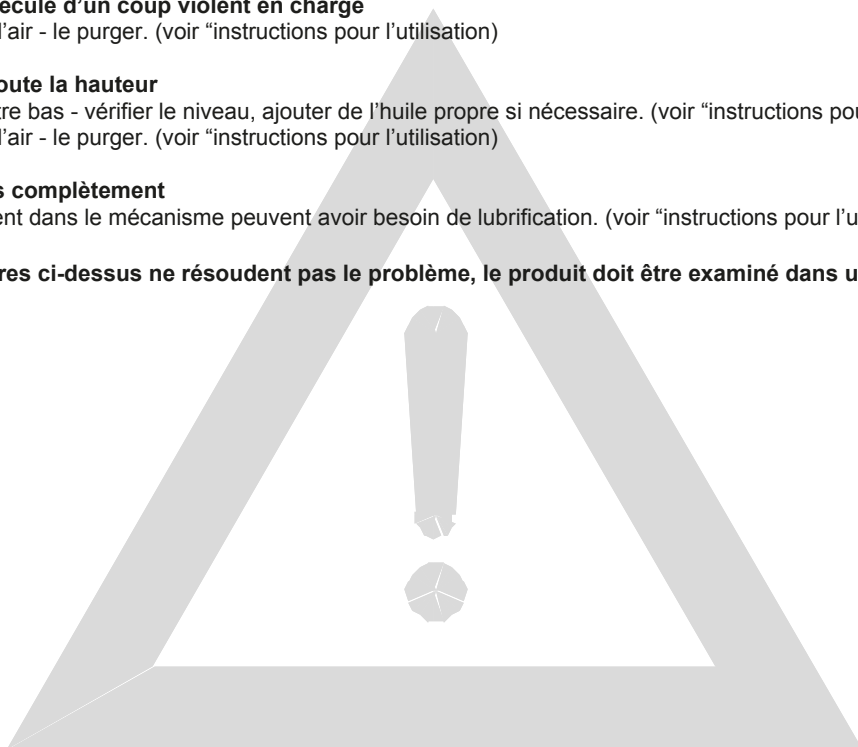 écule d’un coup violent en charge
l’air - le purger. (voir “instructions pour l’utilisation)
oute la hauteur
tre bas - vérifier le niveau, ajouter de l’huile propre si nécessaire. (voir “instructions pou
l’air - le purger. (voir “instructions pour l’utilisation)
s complètement
ent dans le mécanisme peuvent avoir besoin de lubrification. (voir “instructions pour l’u
res ci-dessus ne résoudent pas le problème, le produit doit être examiné dans u